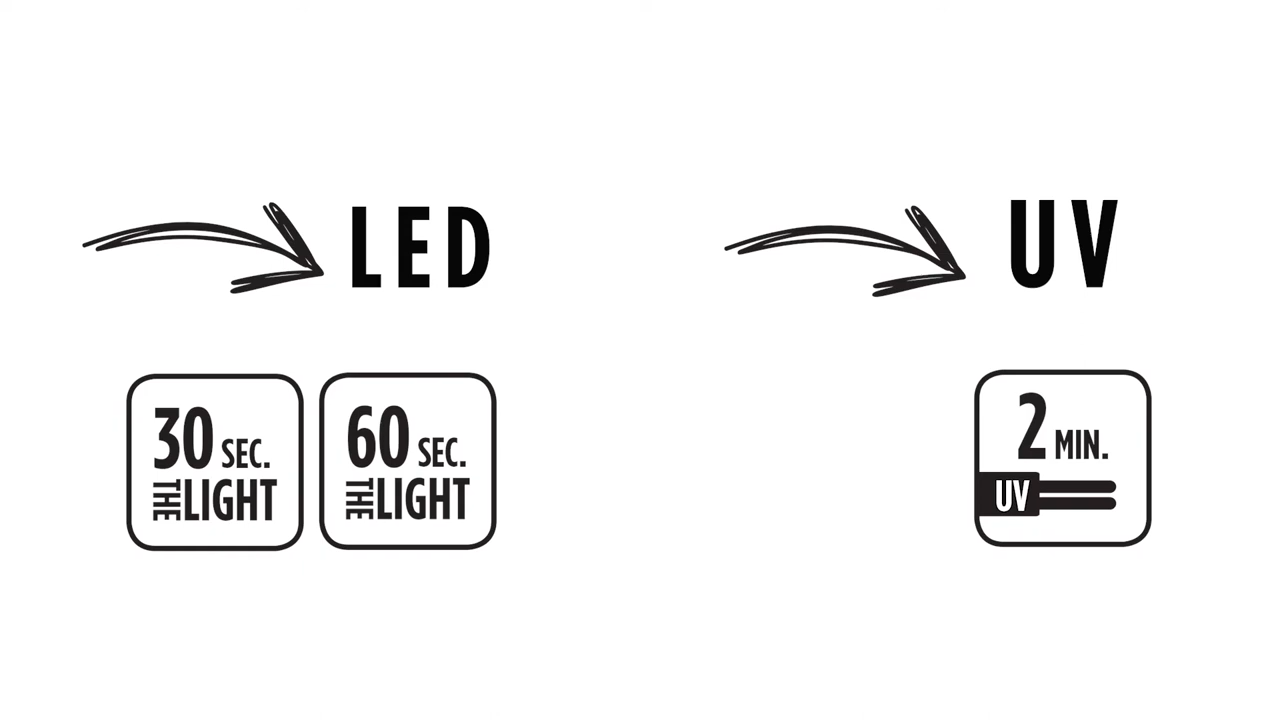 LED
UV
30 SEC.
THE LIGHT
60 SEC.
THE LIGHT
2 MIN.
UV